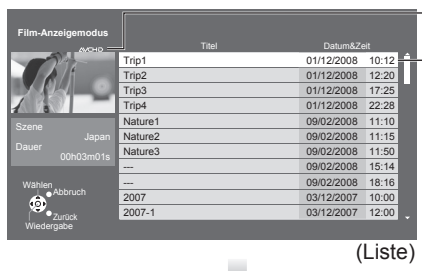 Film-Anzeigemodus
AVCHD
Titel Datum&Zeit
Trip1 01/12/2008 10:12
Trip2 01/12/2008 12:20
Trip3 01/12/2008 17:25
Trip4 01/12/2008 22:28
Nature1 09/02/2008 11:10
Nature2 09/02/2008 11:15
Nature3 09/02/2008 11:50
--- 09/02/2008 15:14
--- 09/02/2008 18:16
2007 03/12/2007 10:00
2007-1 03/12/2007 12:00
Szene
Japan
Dauer
00h03m01s
Wählen
Abbruch
Zurück
Wiedergabe
(Liste)